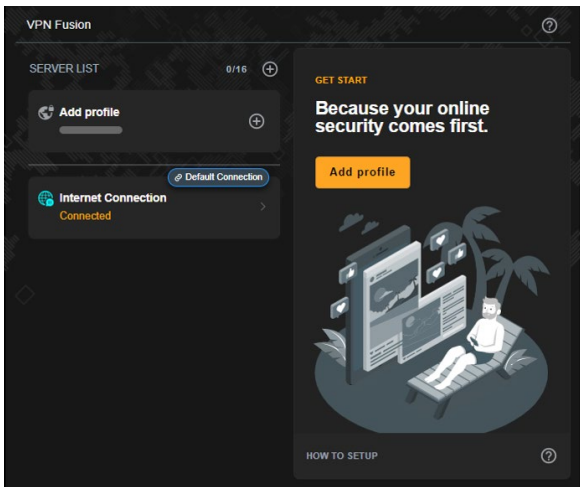 VPN Fusion
SERVER LIST 0/16
Add profile
Default Connection
Internet Connection
Connected
GET START
Because your online
security comes first.
Add profile
HOW TO SETUP